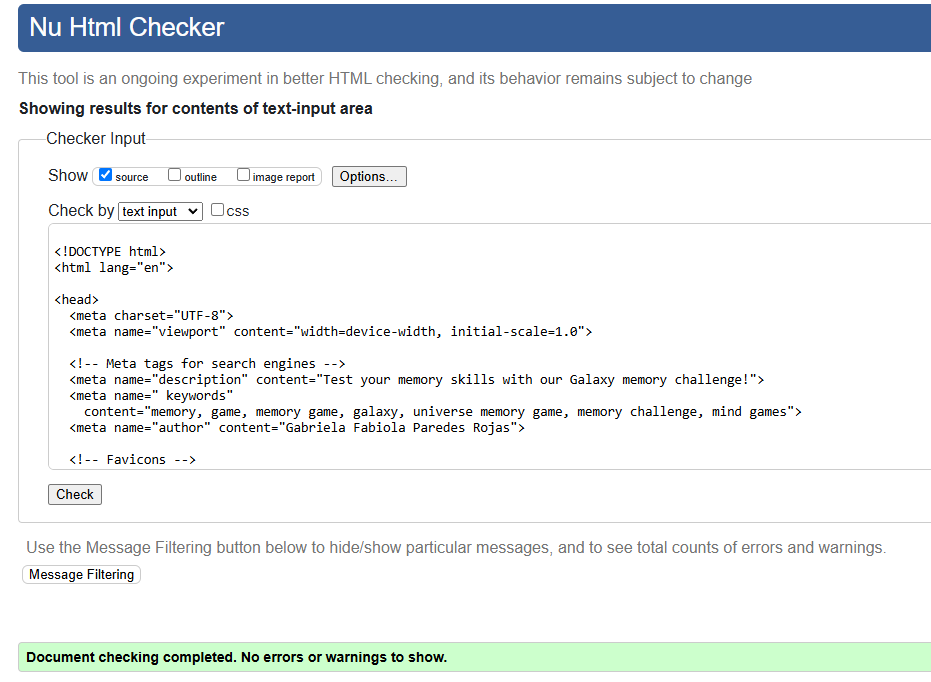 Nu Html Checker
This tool is an ongoing experiment in better HTML checking, and its behavior remains subject to change
Showing results for contents of text-input area
Checker Input
Show source outline image report Options...
Check by text input css
<!DOCTYPE html>
<html lang="en">
<head>
<meta charset="UTF-8">
<meta name="viewport" content="width=device-width, initial-scale=1.0">
<!-- Meta tags for search engines -->
<meta name="description" content="Test your memory skills with our Galaxy memory challenge!">
<meta name=" keywords"
content="memory, game, memory game, galaxy, universe memory game, memory challenge, mind games">
<meta name="author" content="Gabriela Fabiola Paredes Rojas">
<!-- Favicons -->
Check
Use the Message Filtering button below to hide/show particular messages, and to see total counts of errors and warnings.
Message Filtering
Document checking completed. No errors or warnings to show.